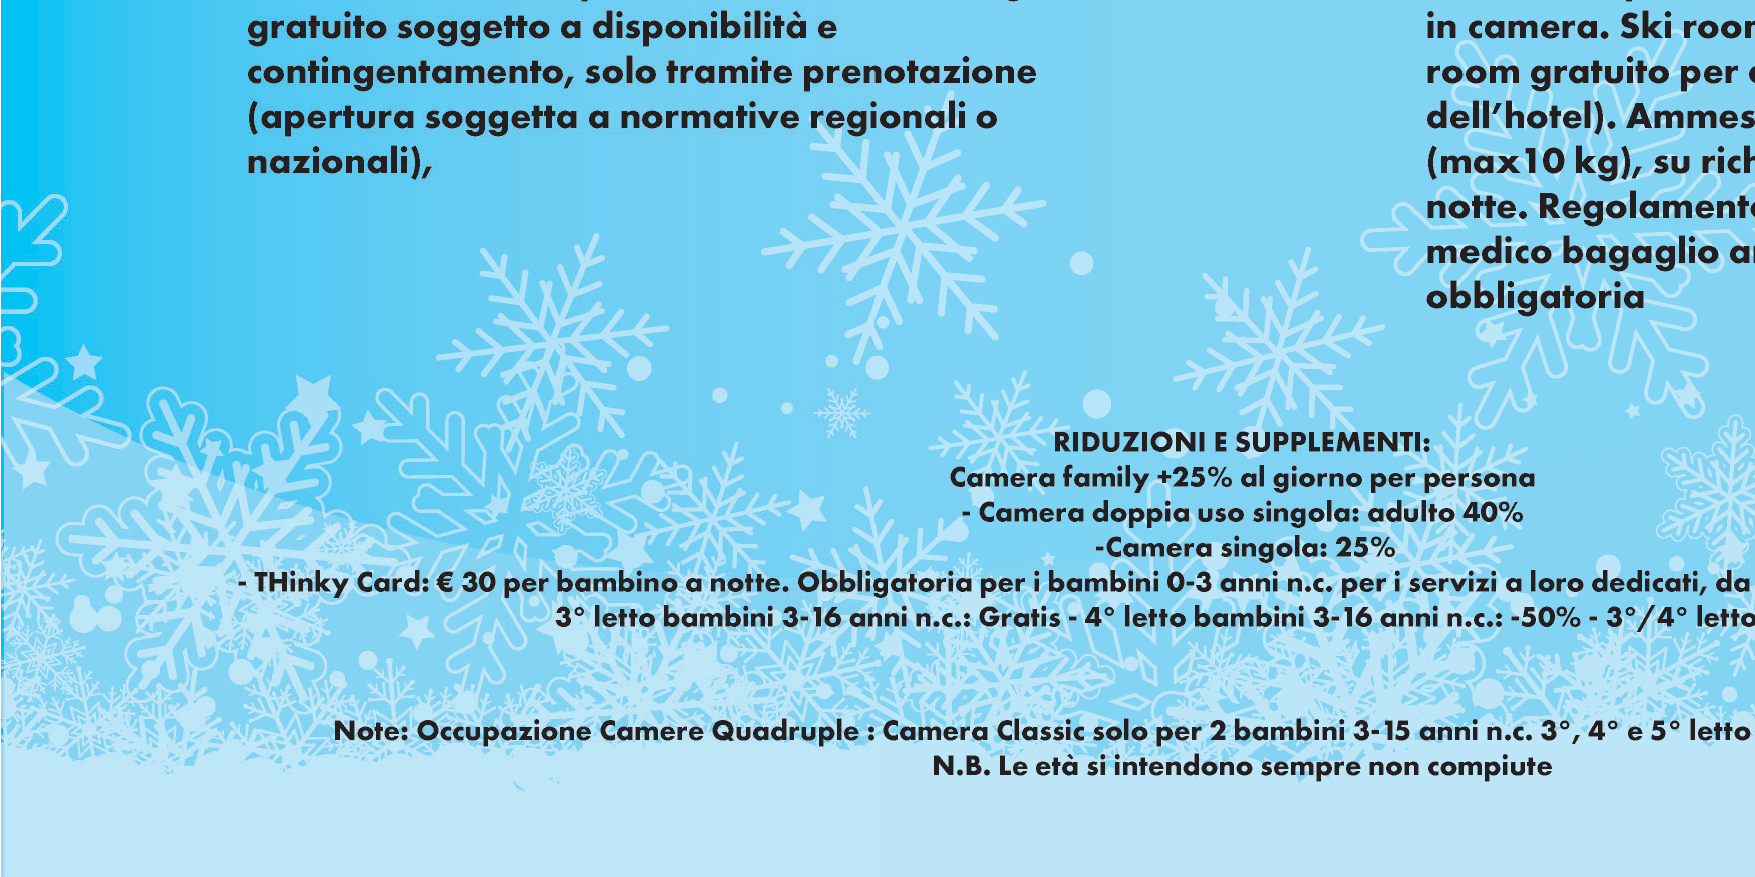 gratuito soggetto a disponibilità e
contingentamento, solo tramite prenotazione
(apertura soggetta a normative regionali o
nazionali),
in camera. Ski
room gratuito per
dell'hotel).
(max10 kg), su
notte.
medico bagaglio
obbligatoria
RIDUZIONI E SUPPLEMENTI:
Camera family +25% al giorno per persona
- Camera doppia uso singola: adulto 40%
-Camera singola: 25%
- THinky Card: € 30 per bambino a notte. Obbligatoria per i bambini 0-3 anni n.c. per i servizi a loro dedicati, da
3° letto bambini 3-16 anni n.c.: Gratis - 4° letto bambini 3-16 anni n.c.: -50% - 3°/4° letto
Note: Occupazione Camere Quadruple : Camera Classic solo per 2 bambini 3-15 anni n.c. 3°, 4° e 5° letto
N.B. Le età si intendono sempre non compiute